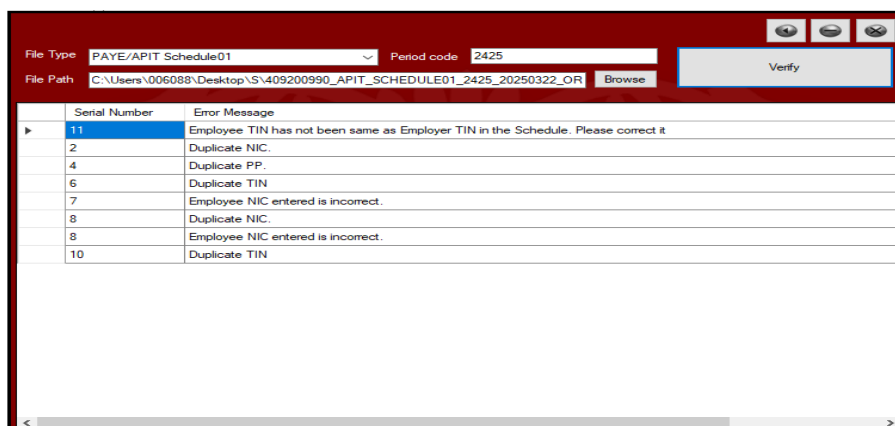 File Type PAYE/APIT Schedule01 Period code 2425
Verify
File Path C:\Users\006088\Desktop\S\409200990_APIT_SCHEDULE01_2425_20250322_OR Browse
Serial Number Error Message
11 Employee TIN has not been same as Employer TIN in the Schedule. Please correct it
2 Duplicate NIC.
4 Duplicate PP.
6 Duplicate TIN
7 Employee NIC entered is incorrect.
8 Duplicate NIC.
8 Employee NIC entered is incorrect.
10 Duplicate TIN